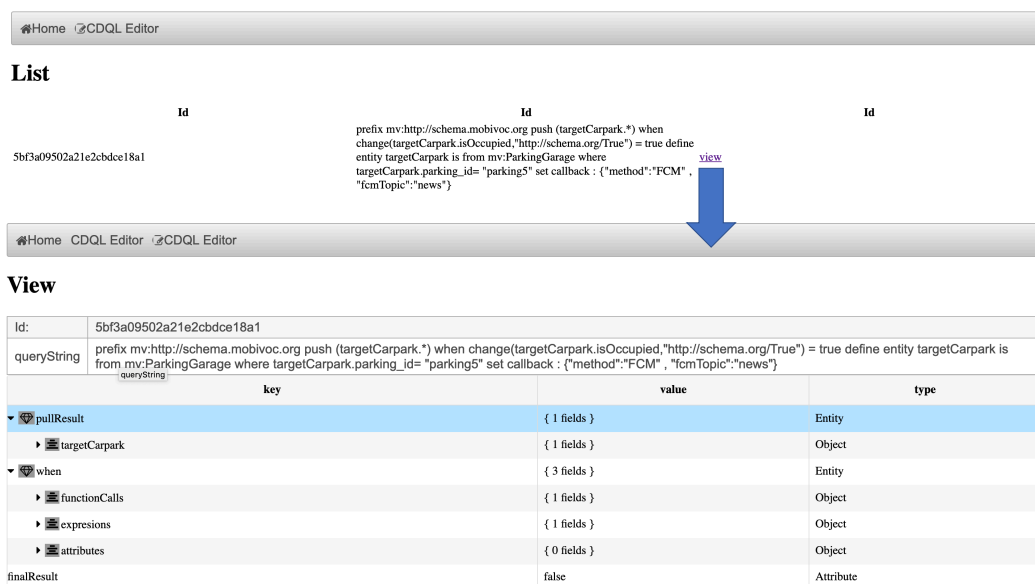 Home CDQL Editor
List
Id Id Id
prefix mv:http://schema.mobivoc.org push (targetCarpark.*) when
change(targetCarpark.isOccupied,"http://schema.org/True") = true define
5bf3a09502a21e2cbdce18a1 entity targetCarpark is from mv:ParkingGarage where view
targetCarpark.parking_id= "parking5" set callback : {"method":"FCM" ,
"fcmTopic":"news"}
Home CDQL Editor CDQL Editor
View
Id: 5bf3a09502a21e2cbdce18a1
queryString prefix mv:http://schema.mobivoc.org push (targetCarpark.*) when change(targetCarpark.isOccupied,"http://schema.org/True") = true define entity targetCarpark is
from mv:ParkingGarage where targetCarpark.parking_id= "parking5" set callback : {"method":"FCM" , "fcmTopic":"news"}
queryString
key value type
pullResult { 1 fields } Entity
targetCarpark { 1 fields } Object
when { 3 fields } Entity
functionCalls { 1 fields } Object
expresions { 1 fields } Object
attributes { 0 fields } Object
finalResult false Attribute